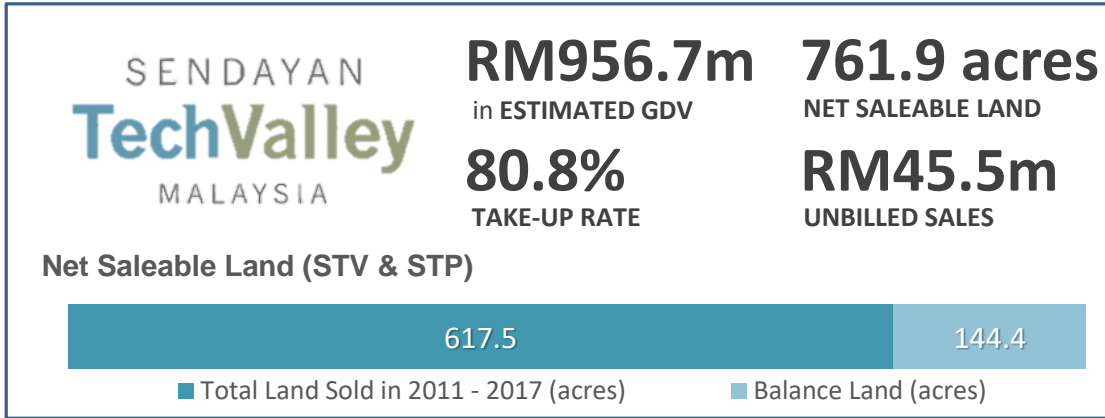 SENDAYAN
TechValley
MALAYSIA
RM956.7m
in ESTIMATED GDV
761.9 acres
NET SALEABLE LAND
80.8%
TAKE-UP RATE
RM45.5m
UNBILLED SALES
Net Saleable Land (STV & STP)
617.5
144.4
Total Land Sold in 2011 - 2017 (acres)
Balance Land (acres)